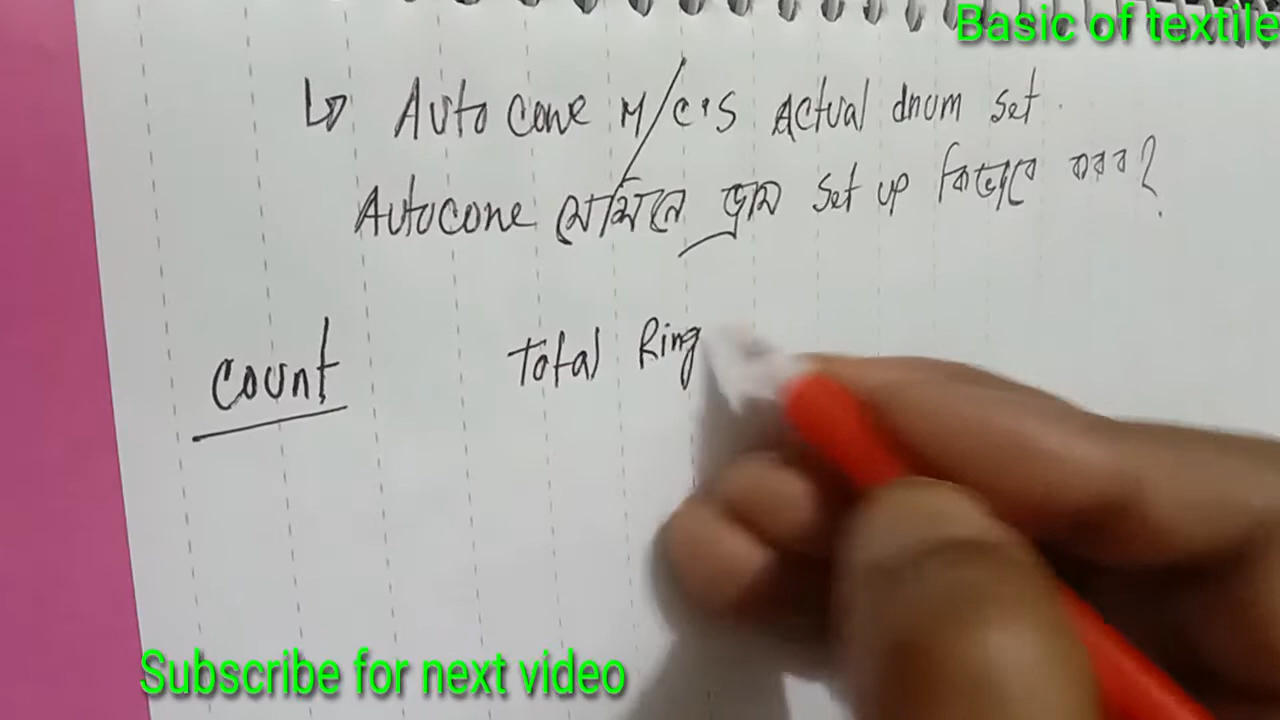 Basic of textile
Auto cone M/C's Actual drum set.
Autocone মেশিনে ড্রাম set up কিভাবে করব?
Count Total Ring
Subscribe for next video